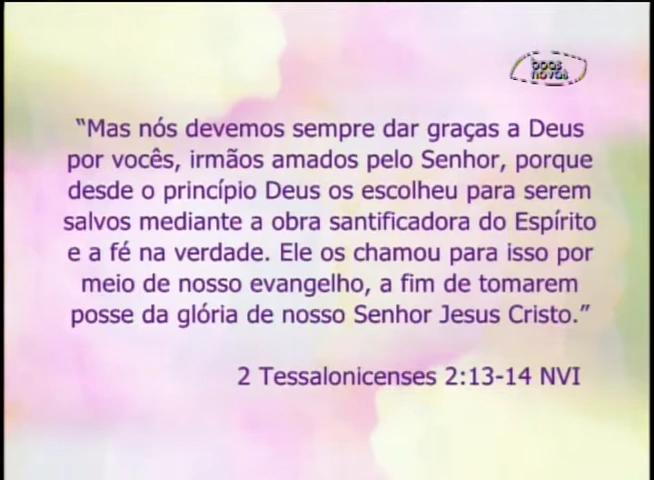 boas
novas
“Mas nós devemos sempre dar graças a Deus
por vocês, irmãos amados pelo Senhor, porque
desde o princípio Deus os escolheu para serem
salvos mediante a obra santificadora do Espírito
e a fé na verdade. Ele os chamou para isso por
meio de nosso evangelho, a fim de tomarem
posse da glória de nosso Senhor Jesus Cristo.”
2 Tessalonicenses 2:13-14 NVI